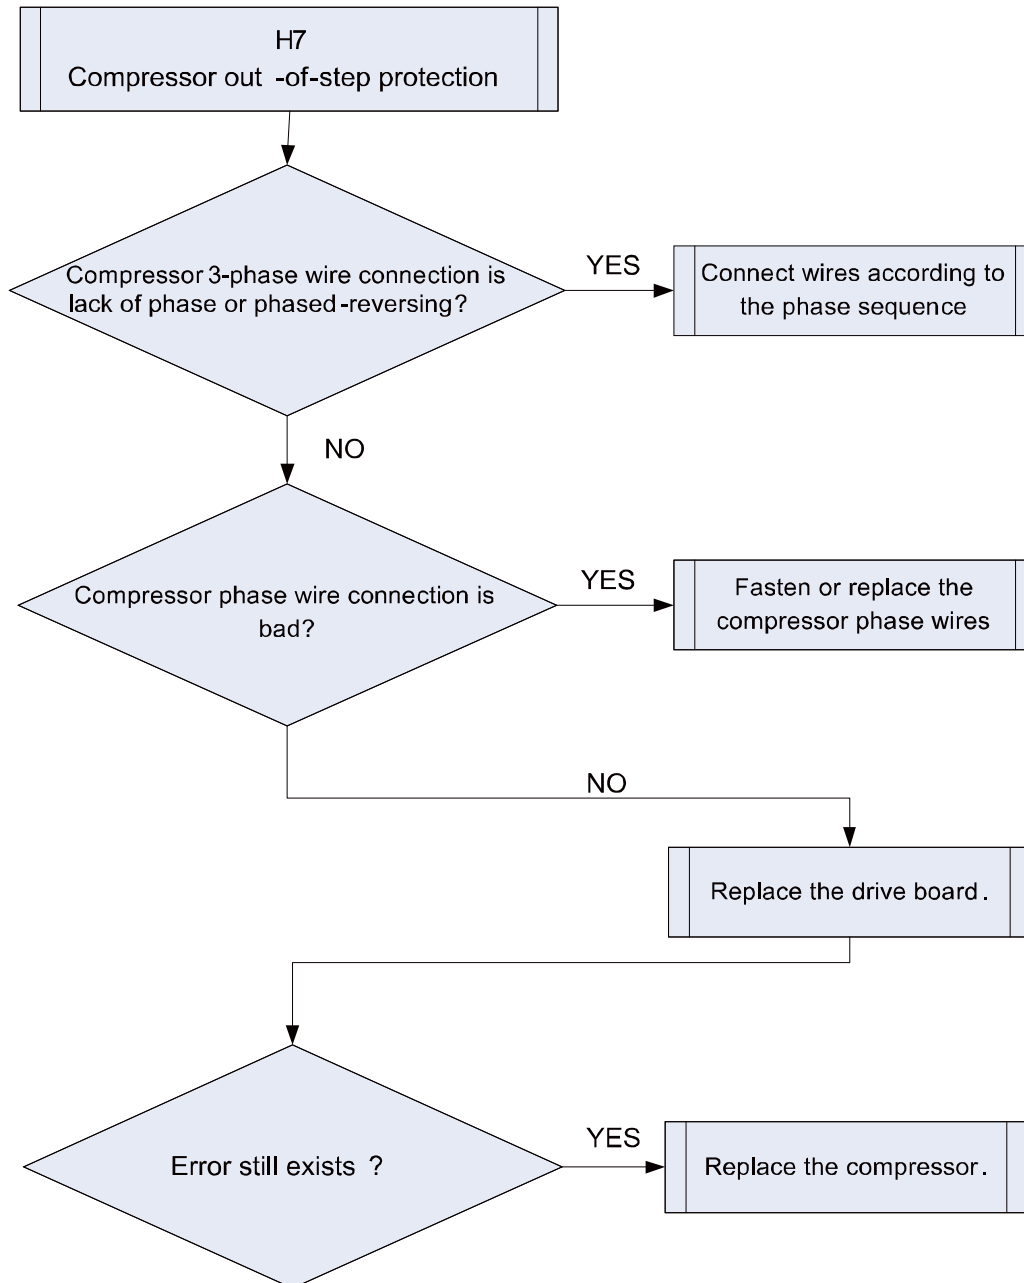 H7
Compressor out -of-step protection
Compressor 3-phase wire connection is
lack of phase or phased-reversing?
YES
Connect wires according to
the phase sequence
NO
Compressor phase wire connection is
bad?
YES
Fasten or replace the
compressor phase wires
NO
Replace the drive board.
Error still exists ?
YES
Replace the compressor.